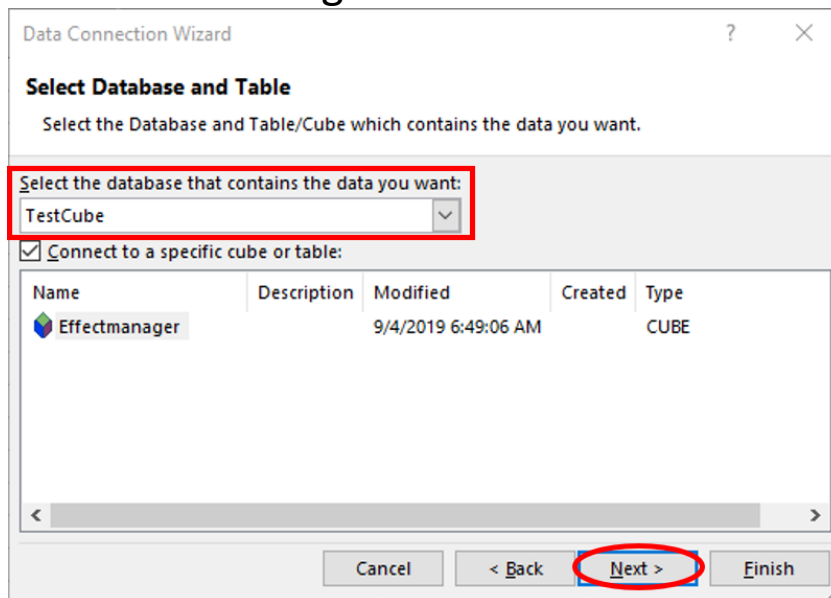 Data Connection Wizard ?
Select Database and Table
Select the Database and Table/Cube which contains the data you want.
Select the database that contains the data you want:
TestCube
Connect to a specific cube or table:
Name Description Modified Created Type
Effectmanager 9/4/2019 6:49:06 AM CUBE
Cancel < Back Next > Finish